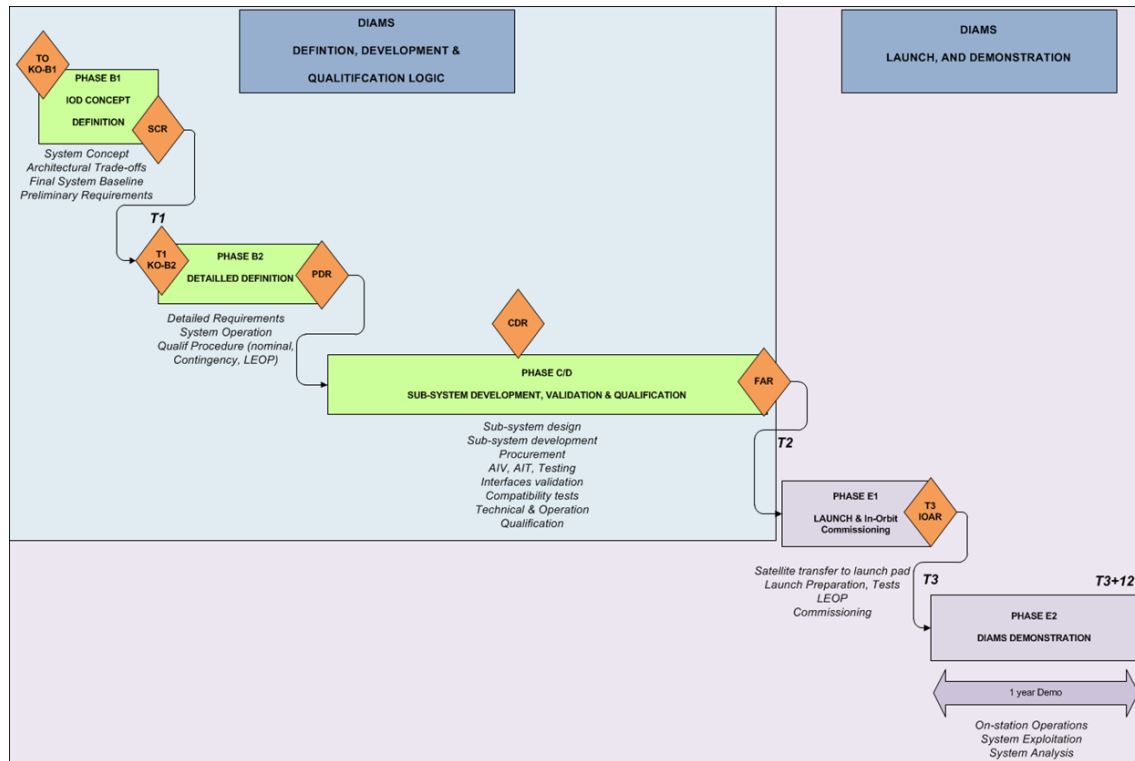 DIAMS
DEFINTION, DEVELOPMENT &
QUALITIFCATION LOGIC
DIAMS
LAUNCH, AND DEMONSTRATION
TO
KO-B1
PHASE B1
IOD CONCEPT
DEFINITION
SCR
System Concept
Architectural Trade-offs
Final System Baseline
Preliminary Requirements
T1
T1
KO-B2
PHASE B2
DETAILLED DEFINITION
PDR
Detailed Requirements
System Operation
Qualif Procedure (nominal,
Contingency, LEOP)
CDR
PHASE C/D
SUB-SYSTEM DEVELOPMENT, VALIDATION & QUALIFICATION
FAR
Sub-system design
Sub-system development
Procurement
AIV, AIT, Testing
Interfaces validation
Compatibility tests
Technical & Operation
Qualification
T2
PHASE E1
LAUNCH & In-Orbit
Commissioning
T3
IOAR
Satellite transfer to launch pad
Launch Preparation, Tests
LEOP
Commissioning
T3
T3+12
PHASE E2
DIAMS DEMONSTRATION
1 year Demo
On-station Operations
System Exploitation
System Analysis